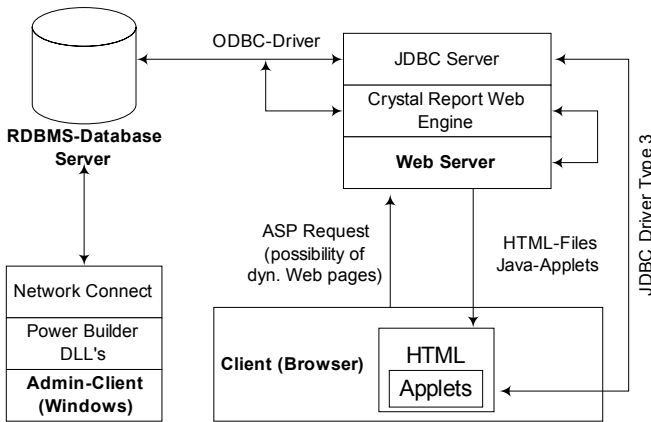 ODBC-Driver
JDBC Server
Crystal Report Web
Engine
Web Server
RDBMS-Database
Server
ASP Request
(possibility of
dyn. Web pages)
HTML-Files
Java-Applets
JDBC Driver Type 3
Network Connect
Power Builder
DLL's
Admin-Client
(Windows)
Client (Browser)
HTML
Applets